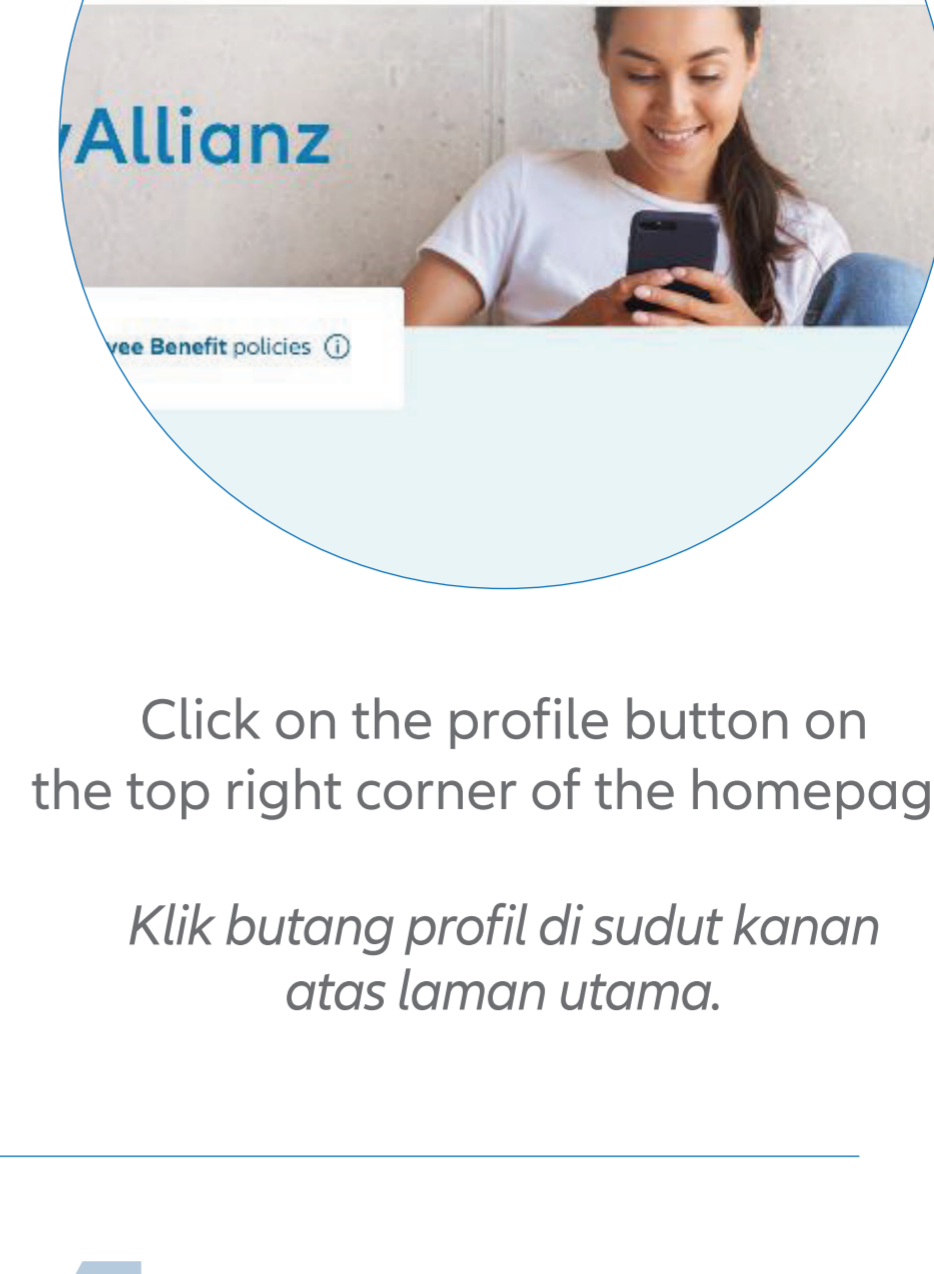 Allianz
Benefit policies
Click on the profile button on
the top right corner of the homepag
Klik butang profil di sudut kanan
atas laman utama.